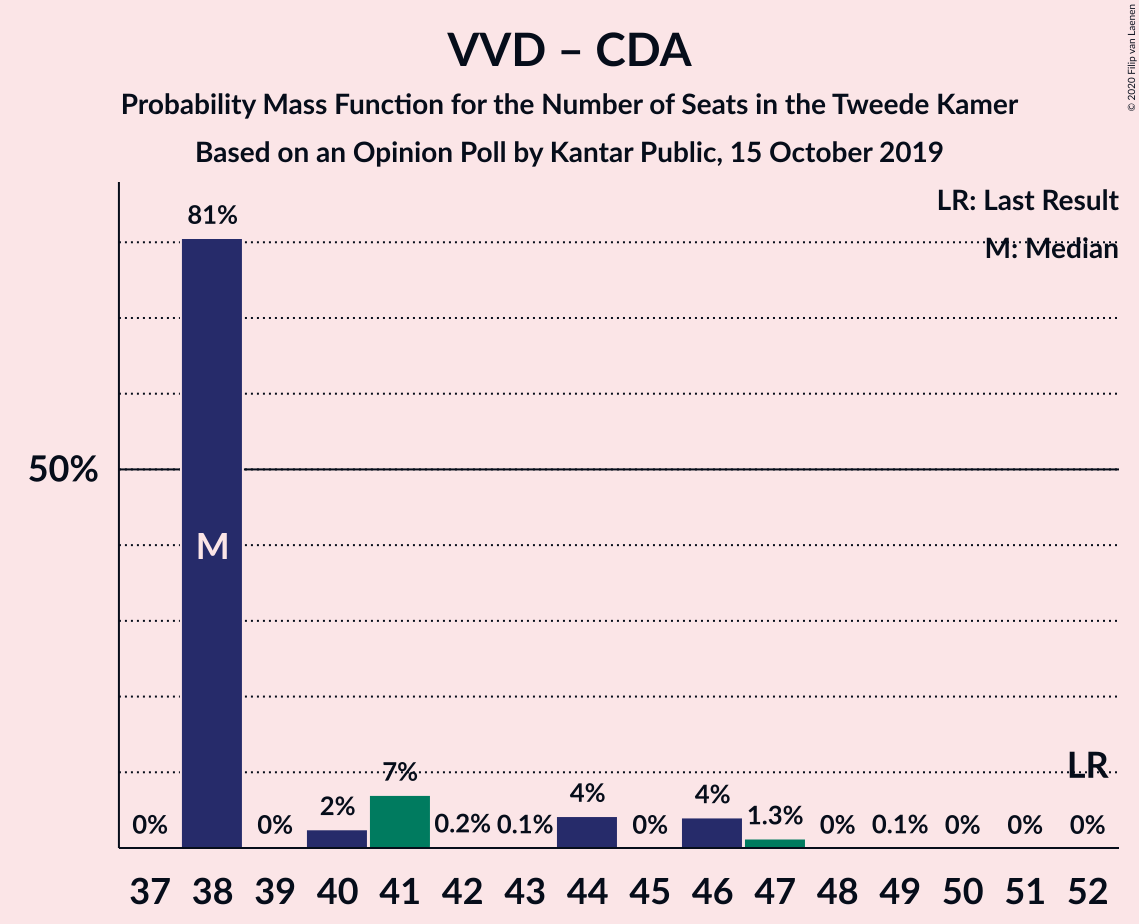 VVD – CDA
Probability Mass Function for the Number of Seats in the Tweede Kamer
Based on an Opinion Poll by Kantar Public, 15 October 2019
© 2020 Filip van Laenen
LR: Last Result
M: Median
50%
81%
M
0% 0% 2% 7% 0.2% 0.1% 4% 0% 4% 1.3% 0% 0.1% 0% 0% 0%
LR
37 38 39 40 41 42 43 44 45 46 47 48 49 50 51 52